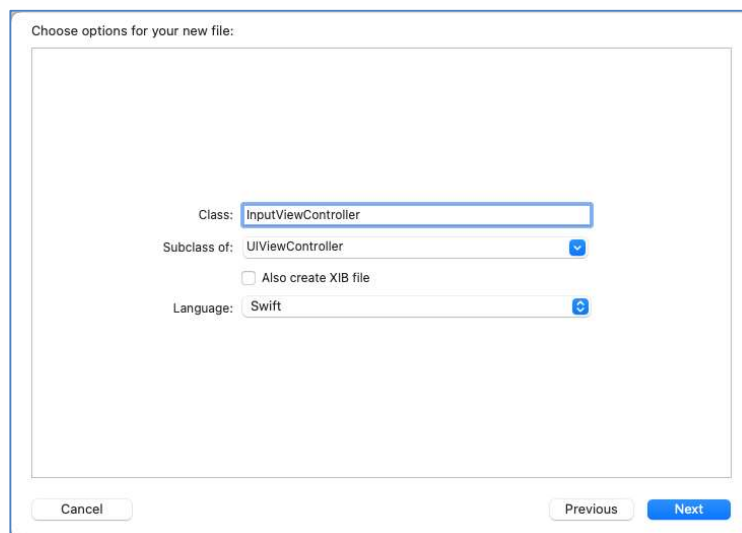 Choose options for your new file:
Class: InputViewController
Subclass of: UIViewController
Also create XIB file
Language: Swift
Cancel Previous Next